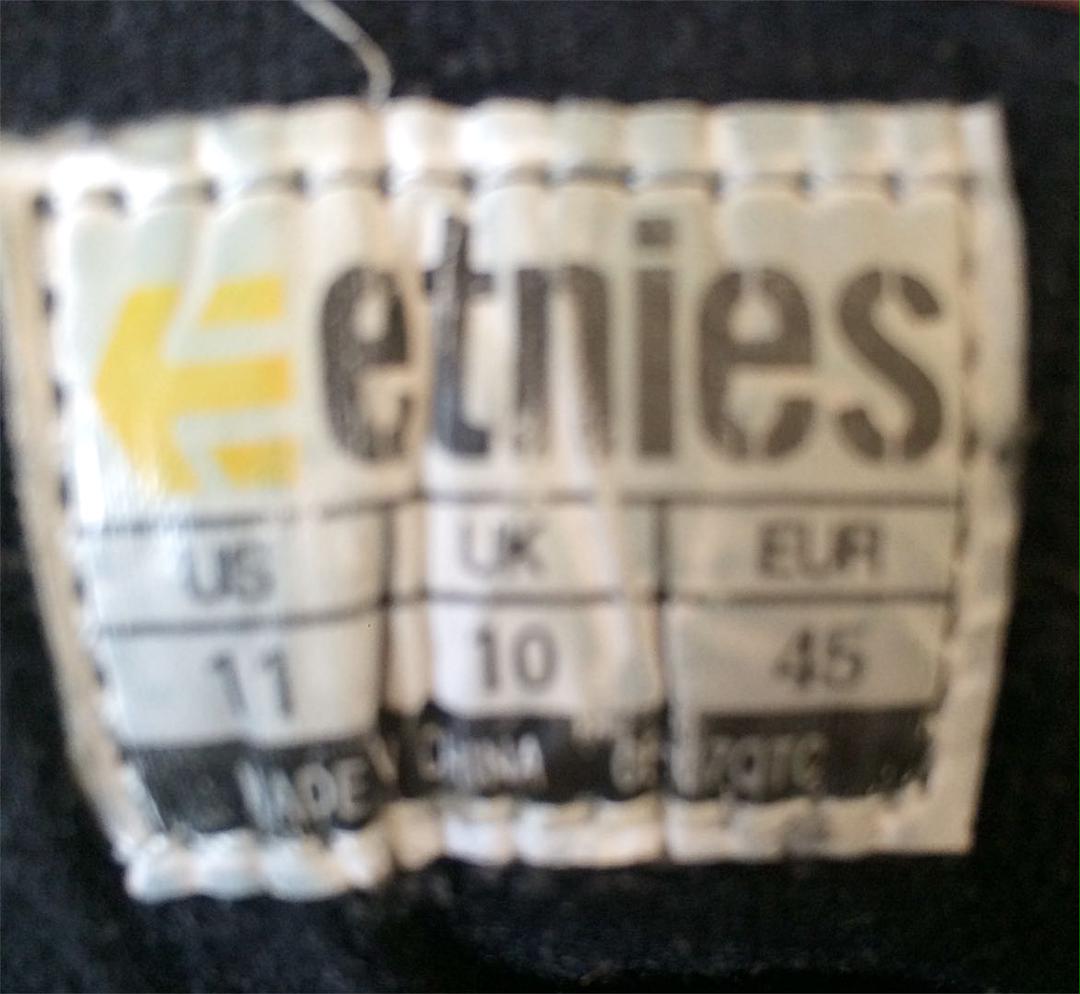 etnies
US UK EUR
11 10 45
MADE CHINA